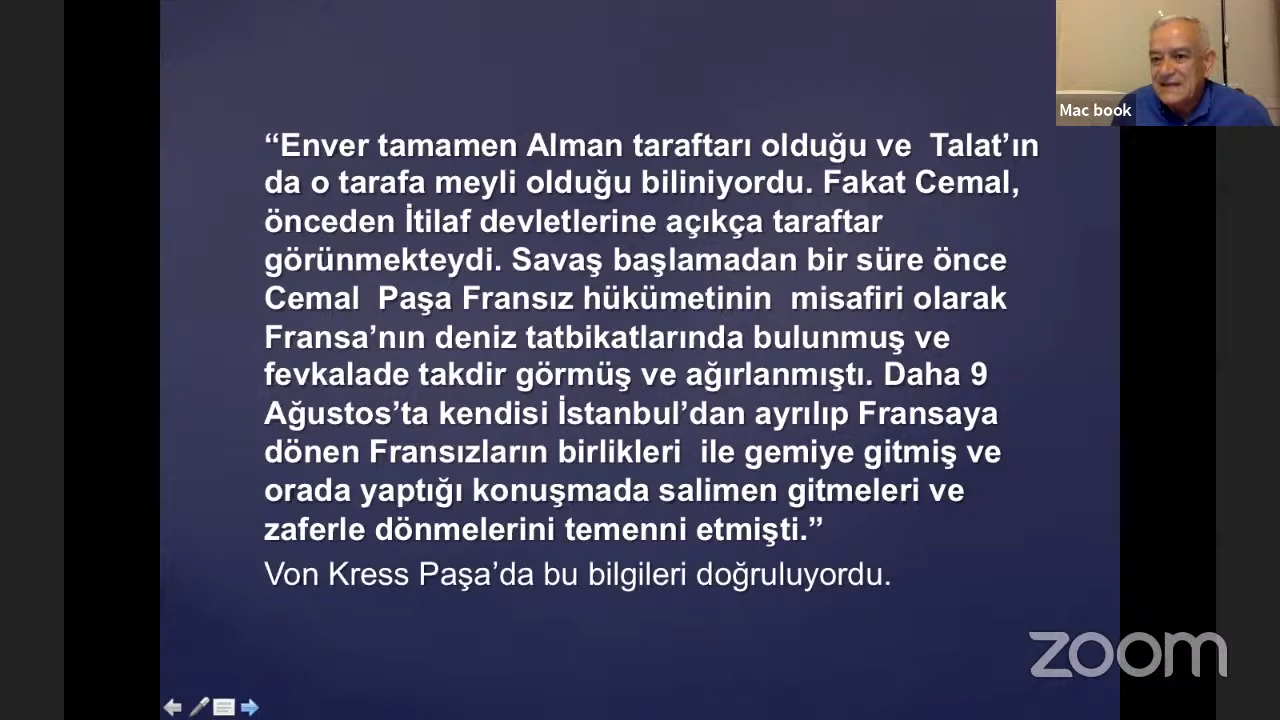 “Enver tamamen Alman taraftarı olduğu ve  Talat’ın
da o tarafa meyli olduğu biliniyordu. Fakat Cemal,
önceden İtilaf devletlerine açıkça taraftar
görünmekteydi. Savaş başlamadan bir süre önce
Cemal  Paşa Fransız hükümetinin  misafiri olarak
Fransa’nın deniz tatbikatlarında bulunmuş ve
fevkalade takdir görmüş ve ağırlanmıştı. Daha 9
Ağustos’ta kendisi İstanbul’dan ayrılıp Fransaya
dönen Fransızların birlikleri  ile gemiye gitmiş ve
orada yaptığı konuşmada salimen gitmeleri ve
zaferle dönmelerini temenni etmişti.”
Von Kress Paşa’da bu bilgileri doğruluyordu.
Mac book
zoom